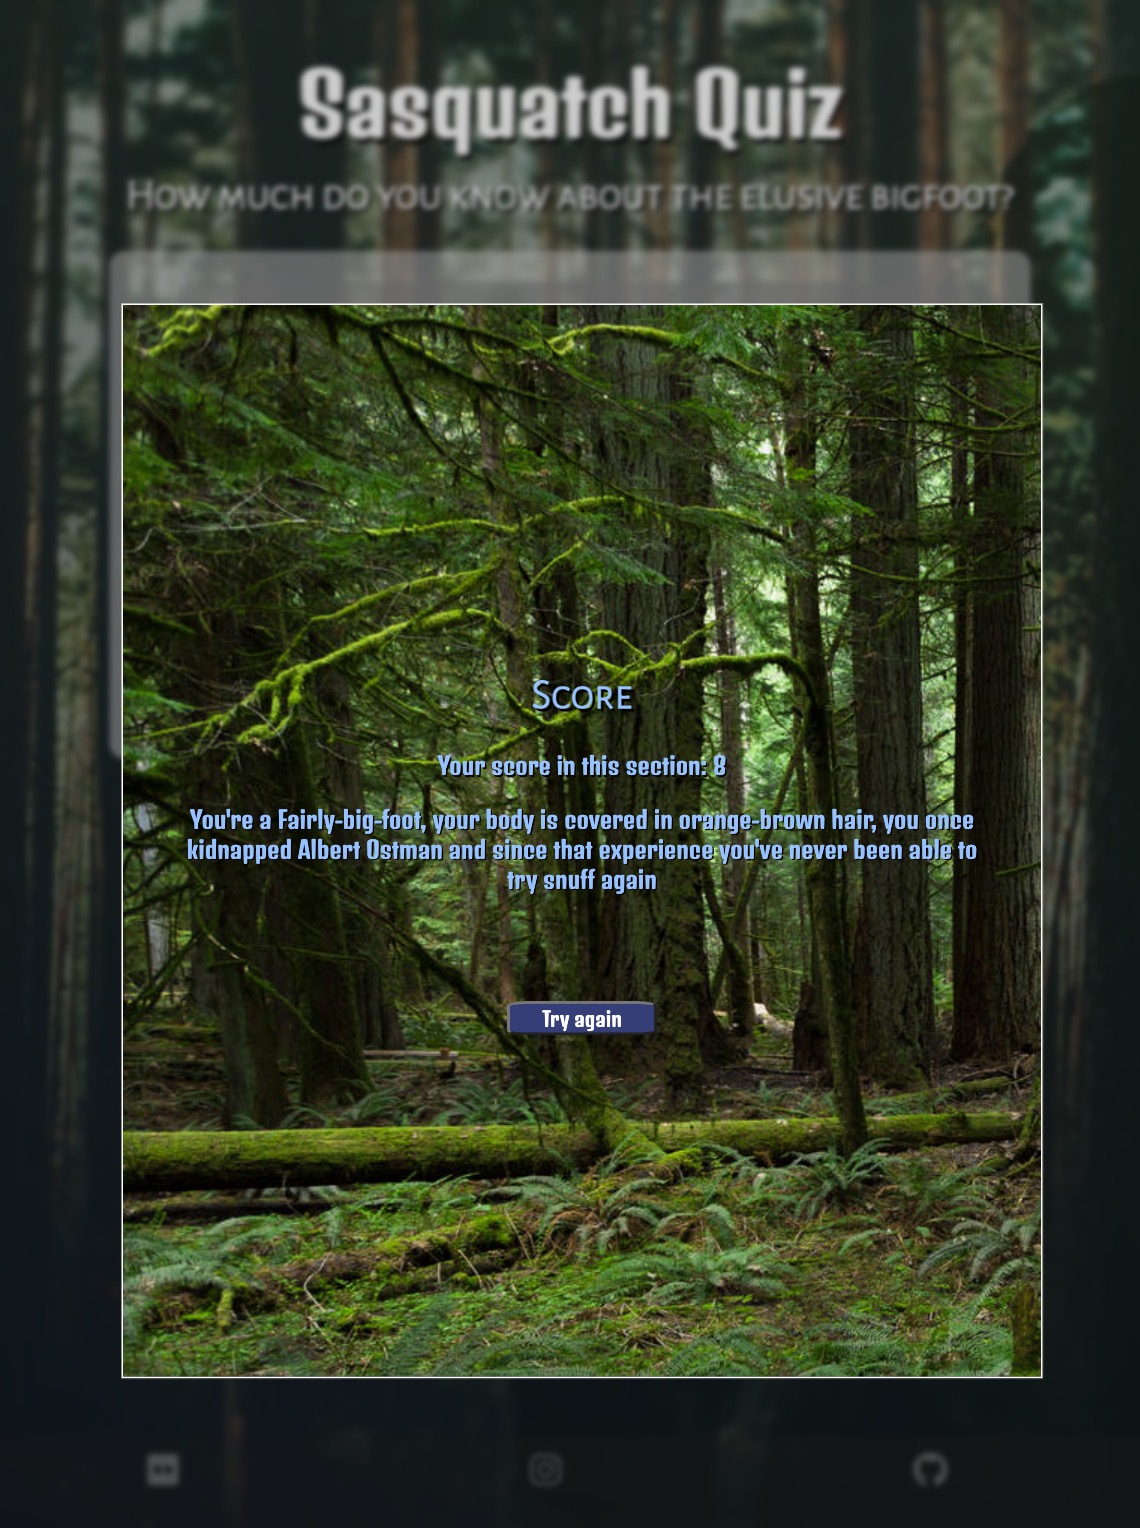 Sasquatch Quiz
How much do you know about the elusive bigfoot?
Score
Your score in this section: 8
You're a Fairly-big-foot, your body is covered in orange-brown hair, you once
kidnapped Albert Ostman and since that experience you've never been able to
try snuff again
Try again